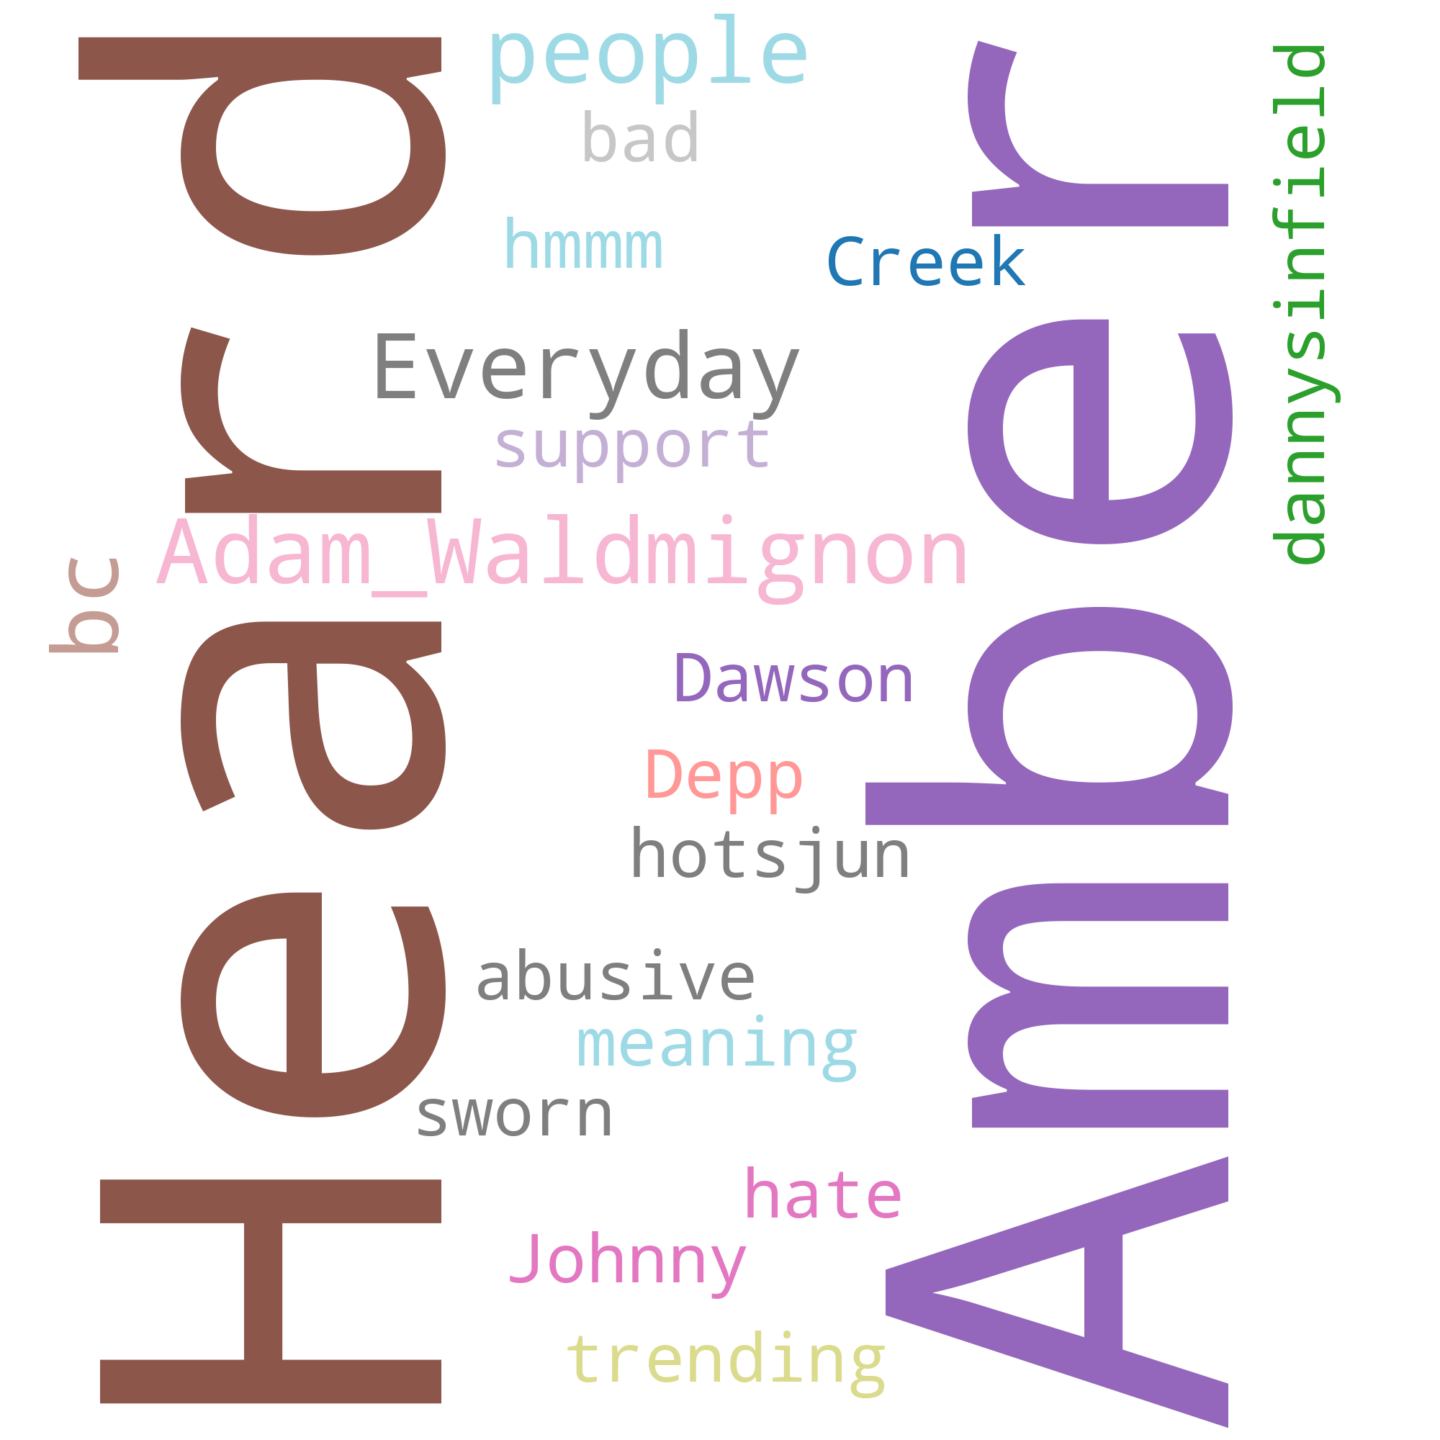 Heard
people
bad
hmmm
Creek
Everyday
support
Adam_Waldmignon
bc
Dawson
Depp
hotsjun
abusive
meaning
sworn
hate
Johnny
trending
Amber
dannysinfield